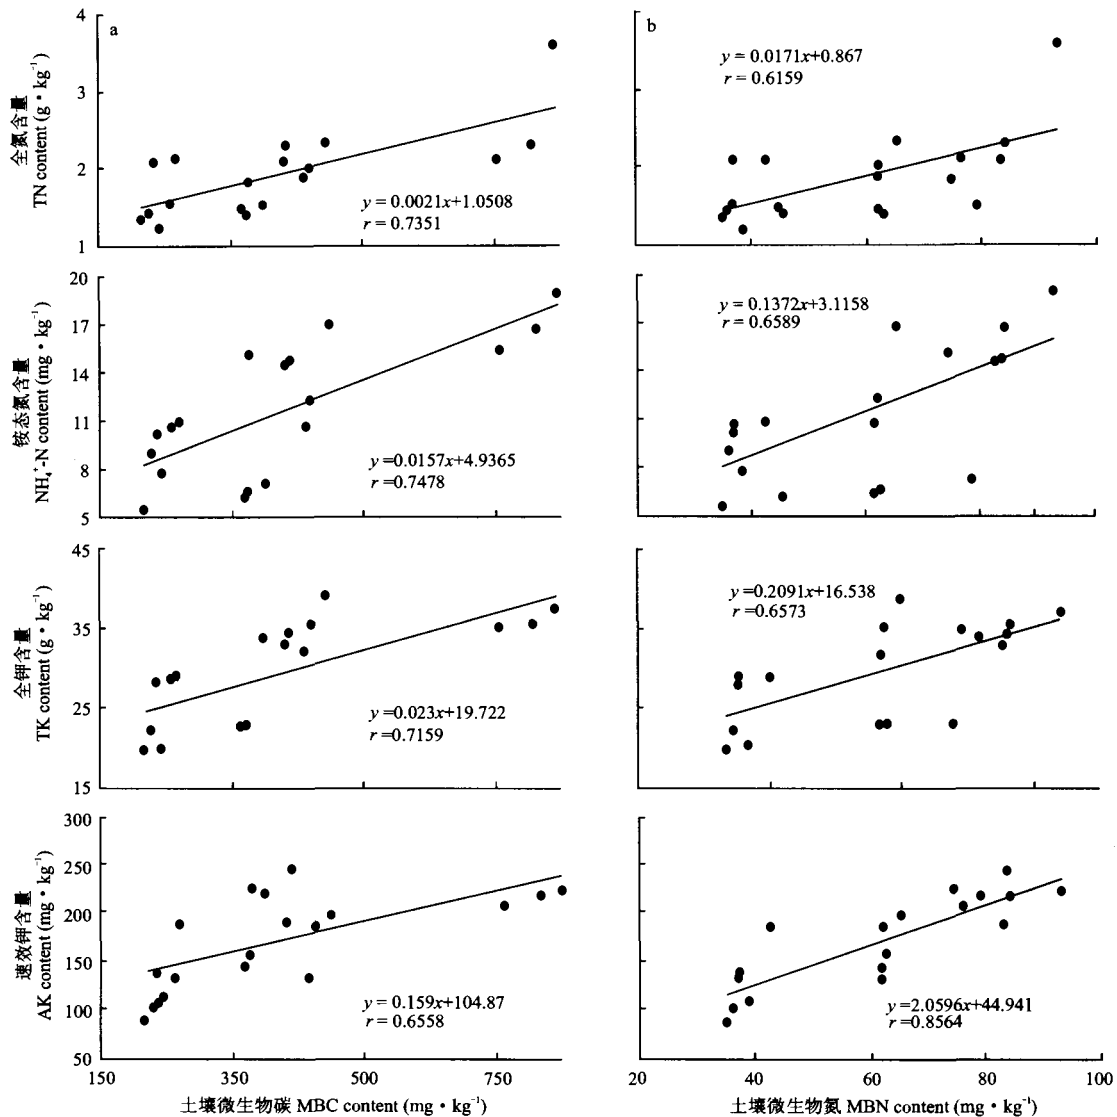 a
b
4
3
2
1
全氮含量
TN content (g · kg⁻¹)
y = 0.0021x+1.0508
r = 0.7351
y = 0.0171x+0.867
r = 0.6159
20
17
14
11
8
5
铵态氮含量
NH₄⁺-N content (mg · kg⁻¹)
y =0.0157x+4.9365
r =0.7478
y = 0.1372x+3.1158
r = 0.6589
45
35
25
15
全钾含量
TK content (g · kg⁻¹)
y =0.023x+19.722
r =0.7159
y =0.2091x+16.538
r =0.6573
300
250
200
150
100
50
速效钾含量
AK content (mg · kg⁻¹)
y = 0.159x+104.87
r = 0.6558
y =2.0596x+44.941
r =0.8564
150 350 500 750
20 40 60 80 100
土壤微生物碳 MBC content (mg · kg⁻¹)
土壤微生物氮 MBN content (mg · kg⁻¹)